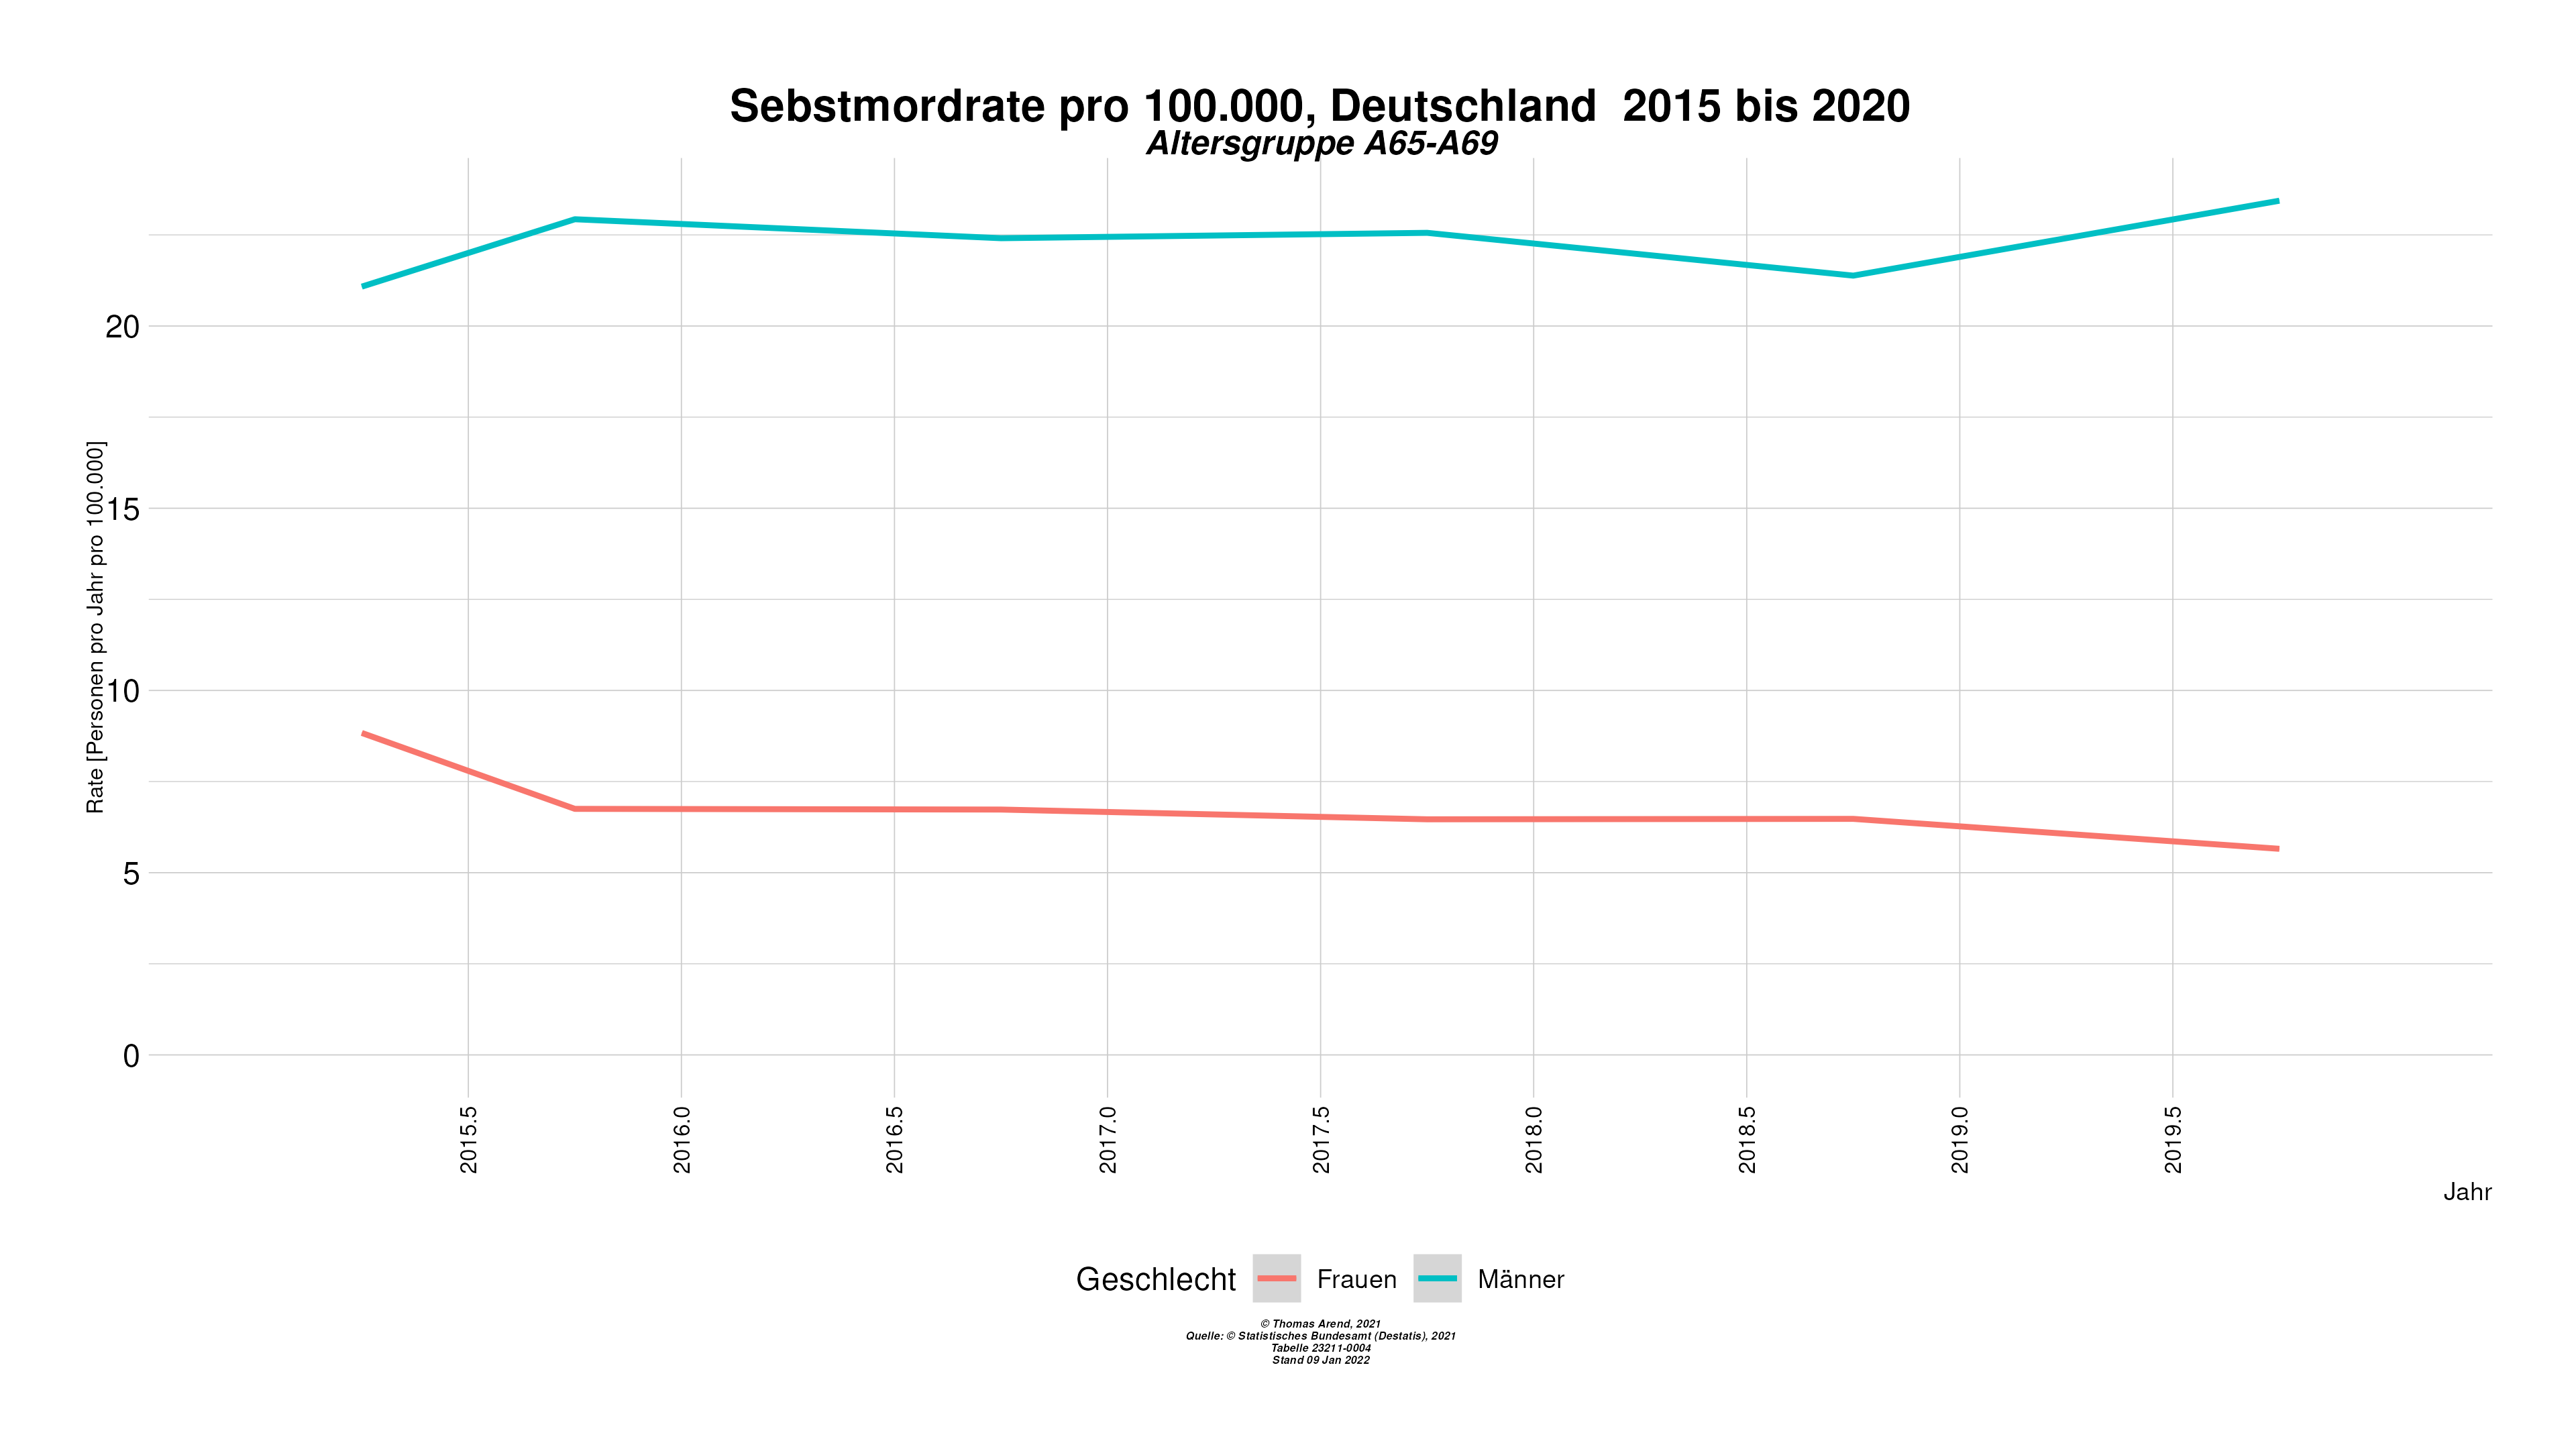 Sebstmordrate pro 100.000, Deutschland  2015 bis 2020
Altersgruppe A65-A69
Rate [Personen pro Jahr pro 100.000]
20
15
10
5
0
2015.5
2016.0
2016.5
2017.0
2017.5
2018.0
2018.5
2019.0
2019.5
Jahr
Geschlecht Frauen Männer
© Thomas Arend, 2021
Quelle: © Statistisches Bundesamt (Destatis), 2021
Tabelle 23211-0004
Stand 09 Jan 2022